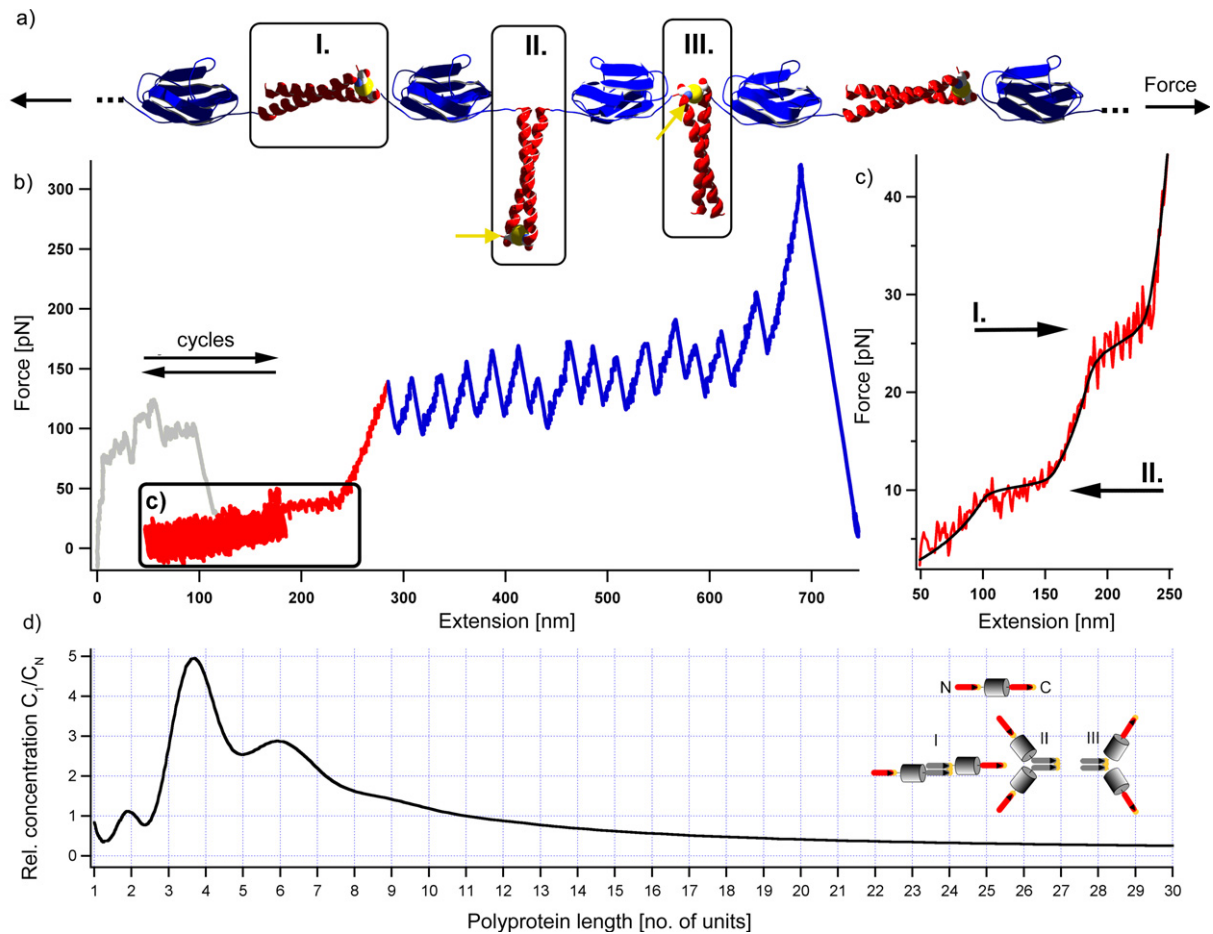 a)
I.
II.
III.
Force
b)
Force [pN]
300
250
200
150
100
50
0
cycles
c)
0
100
200
300
400
500
600
700
Extension [nm]
c)
Force [pN]
40
30
20
10
I.
II.
50
100
150
200
250
Extension [nm]
d)
Rel. concentration C1/CN
5
4
3
2
1
0
N
C
I
II
III
1 2 3 4 5 6 7 8 9 10 11 12 13 14 15 16 17 18 19 20 21 22 23 24 25 26 27 28 29 30
Polyprotein length [no. of units]